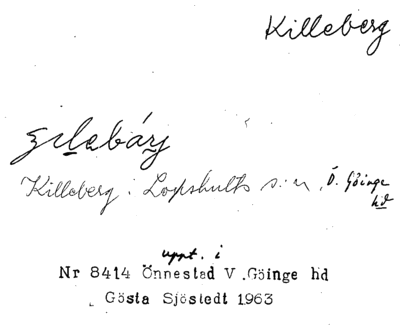 Killeberg
Killeberg i Loshults s:n, Ö. Göinge
hd
uppt. i
Nr 8414 Önnestad V .Göinge hd
Gösta Sjöstedt 1963